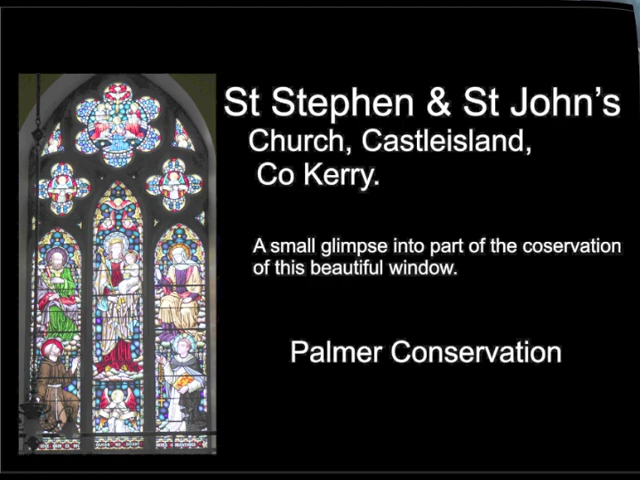 St Stephen & St John’s
Church, Castleisland,
Co Kerry.
A small glimpse into part of the coservation
of this beautiful window.
Palmer Conservation